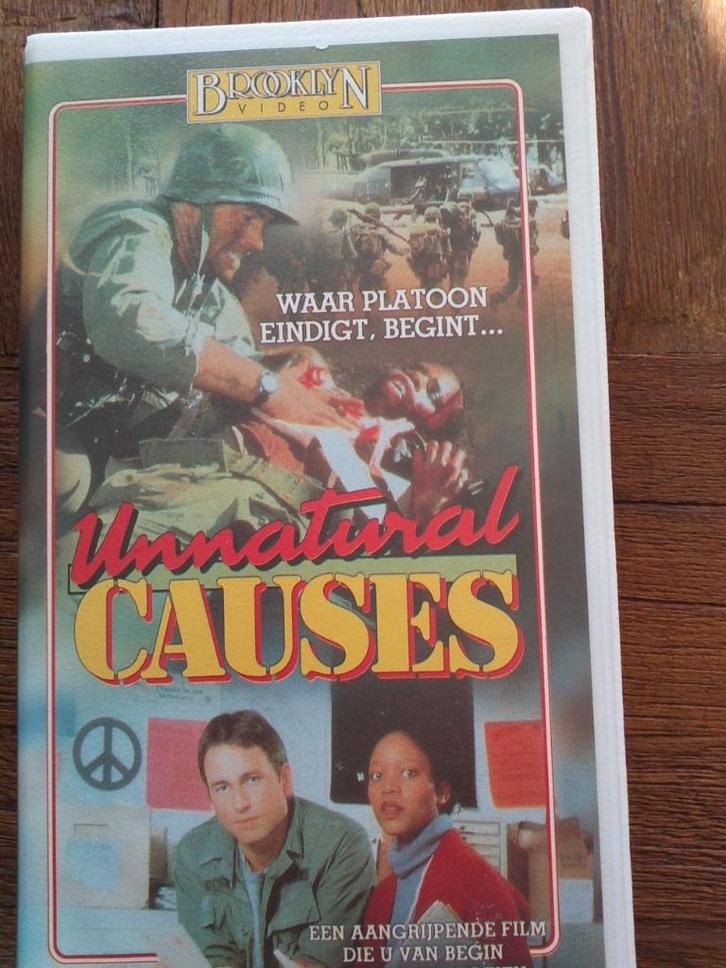 BROOKLYN
VIDEO
WAAR PLATOON
EINDIGT, BEGINT...
Unnatural
CAUSES
EEN AANGRIJPENDE FILM
DIE U VAN BEGIN